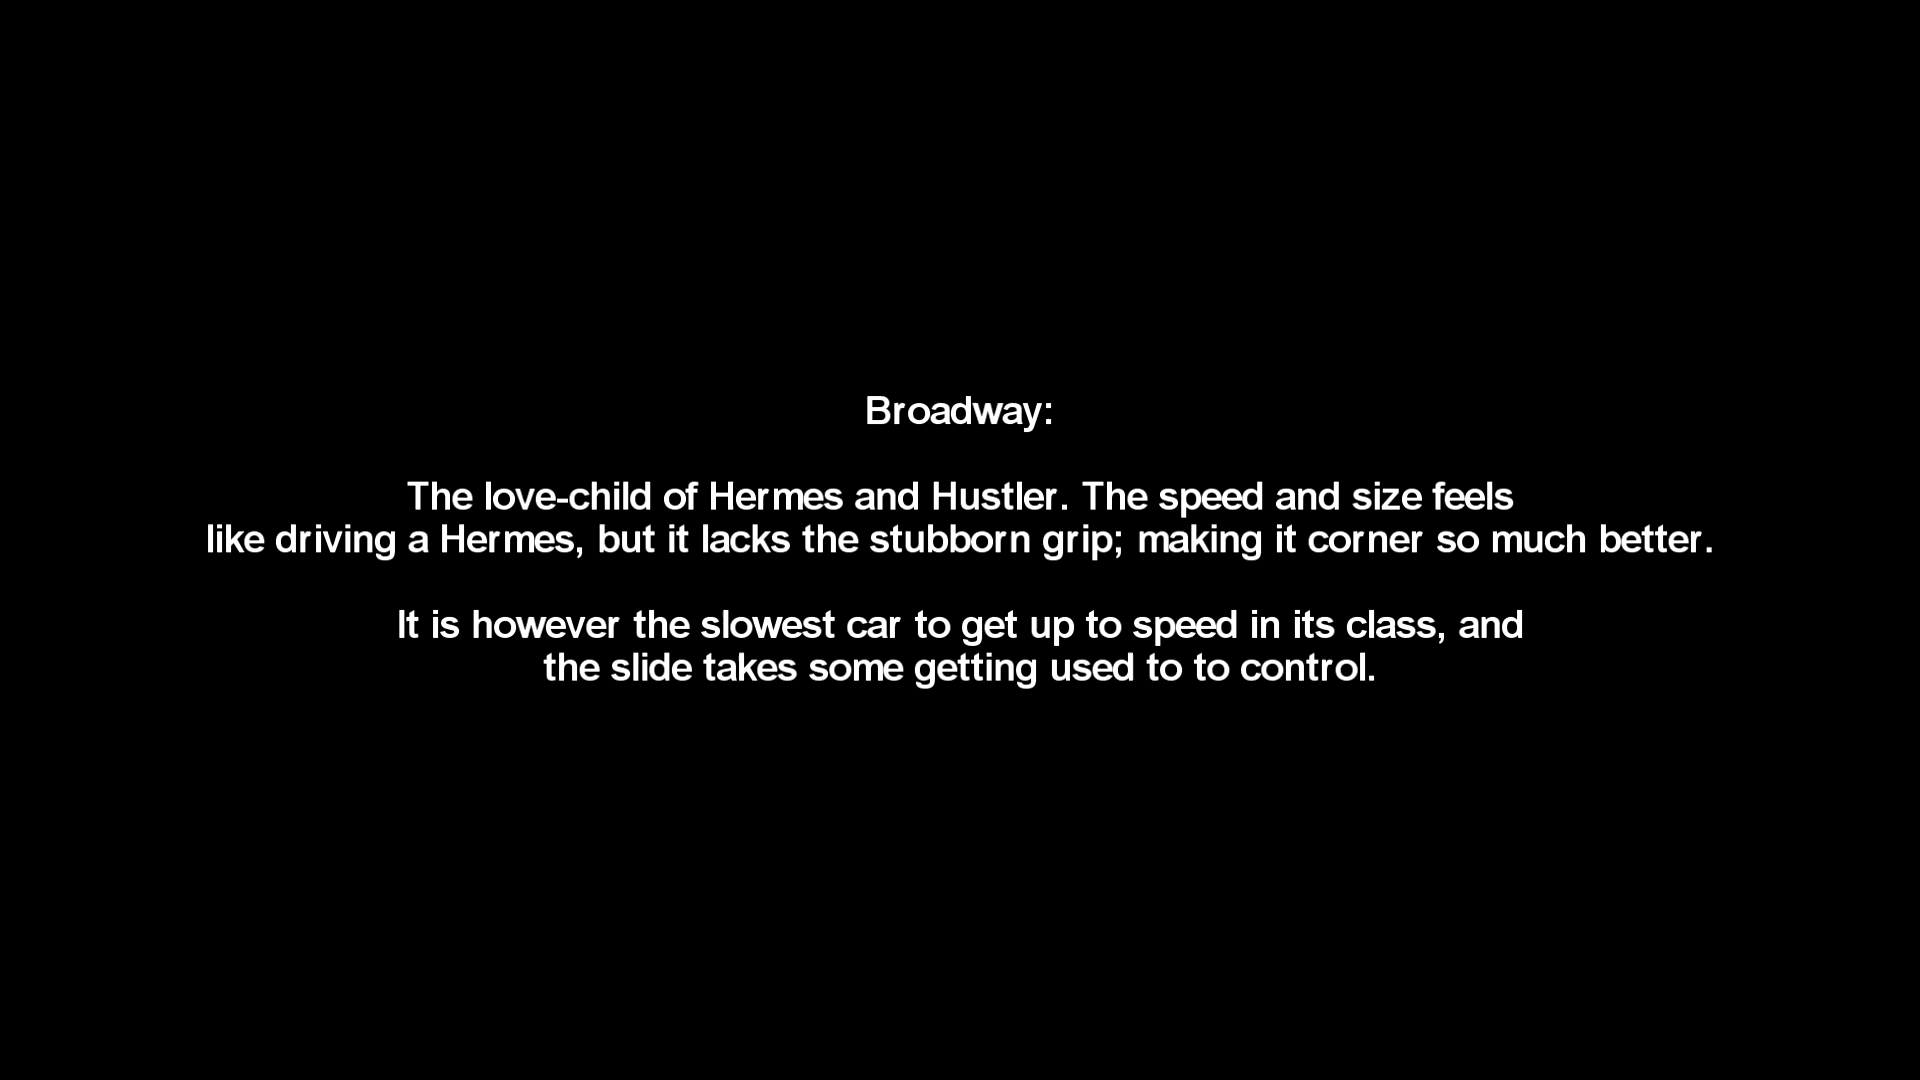 Broadway:
The love-child of Hermes and Hustler. The speed and size feels
like driving a Hermes, but it lacks the stubborn grip; making it corner so much better.
It is however the slowest car to get up to speed in its class, and
the slide takes some getting used to to control.